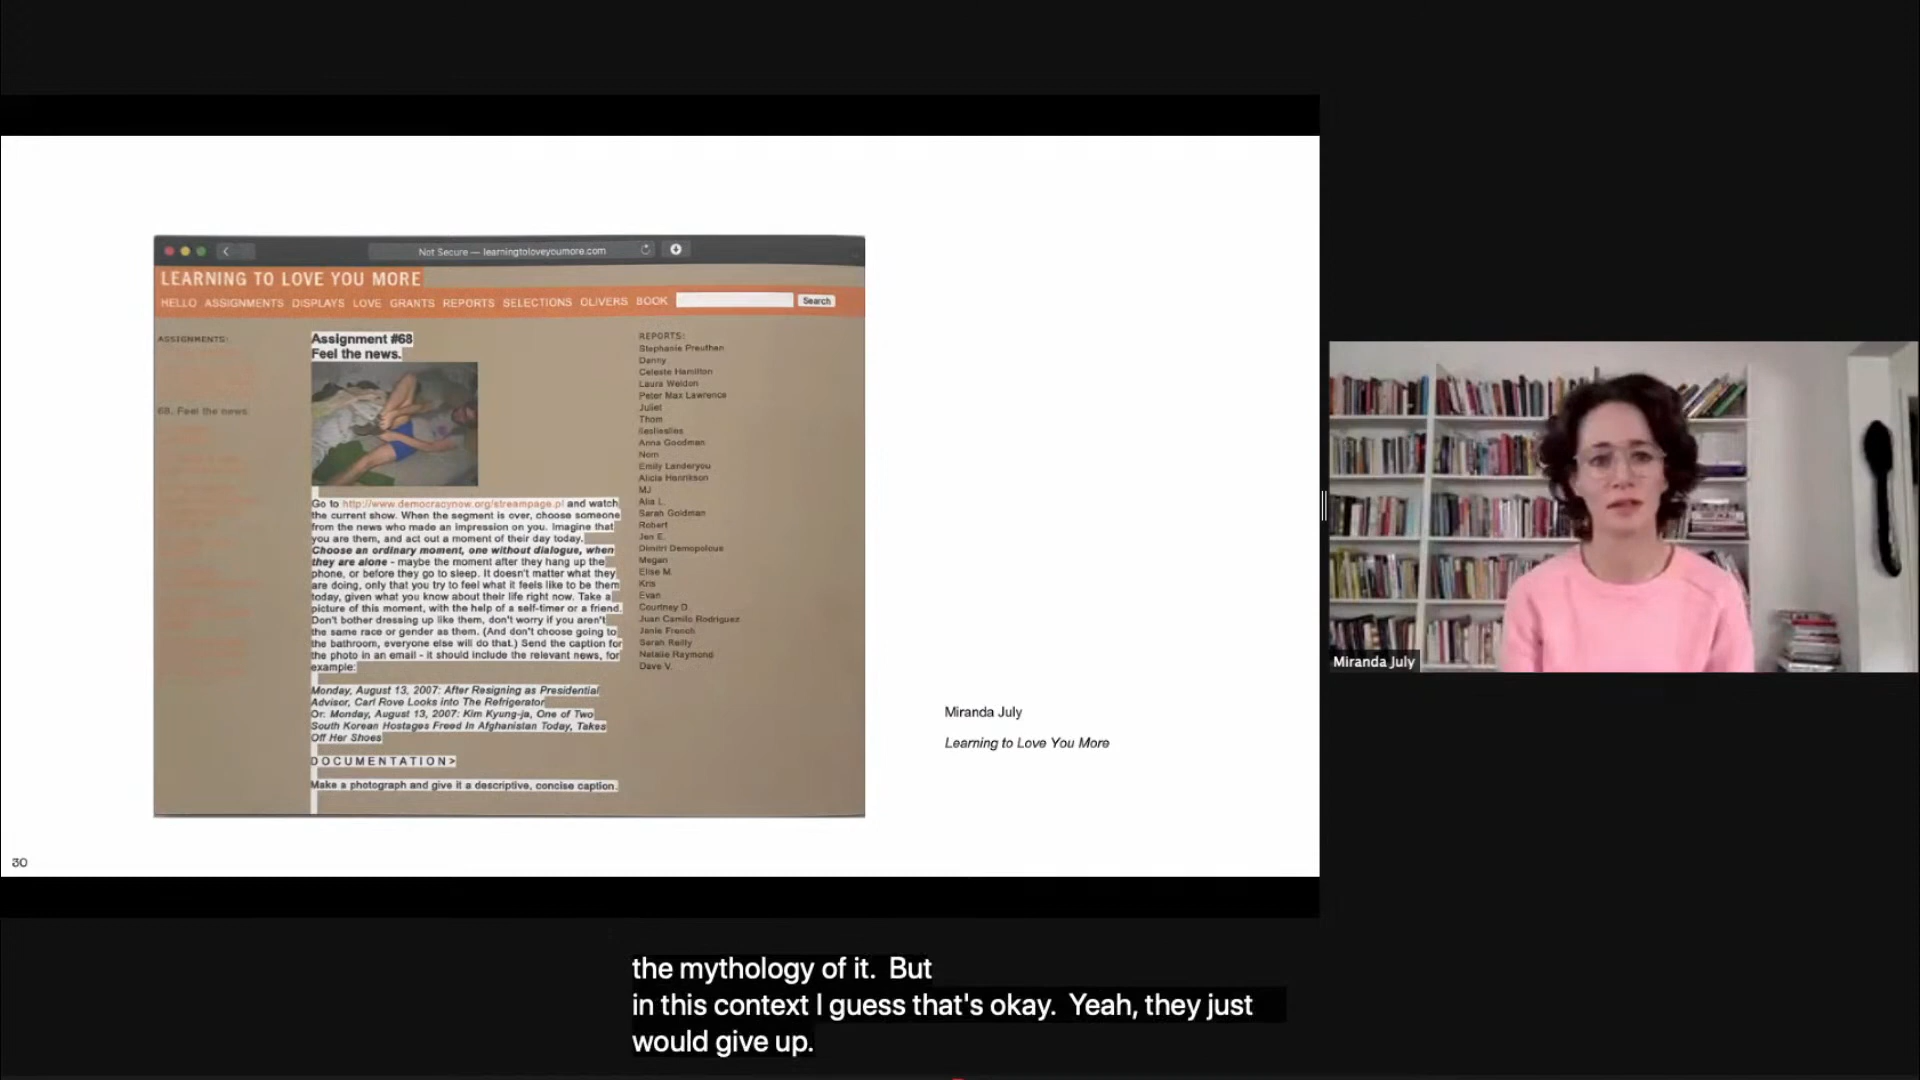 Not Secure — learningtoloveyoumore.com
LEARNING TO LOVE YOU MORE
HELLO ASSIGNMENTS DISPLAYS LOVE GRANTS REPORTS SELECTIONS OLIVERS BOOK Search
ASSIGNMENTS:
68. Feel the news.
Assignment #68
Feel the news.
Go to http://www.democracynow.org/streampage.pl and watch
the current show. When the segment is over, choose someone
from the news who made an impression on you. Imagine that
you are them, and act out a moment of their day today.
Choose an ordinary moment, one without dialogue, when
they are alone - maybe the moment after they hang up the
phone, or before they go to sleep. It doesn't matter what they
are doing, only that you try to feel what it feels like to be them
today, given what you know about their life right now. Take a
picture of this moment, with the help of a self-timer or a friend.
Don't bother dressing up like them, don't worry if you aren't
the same race or gender as them. (And don't choose going to
the bathroom, everyone else will do that.) Send the caption for
the photo in an email - it should include the relevant news, for
example:
Monday, August 13, 2007: After Resigning as Presidential
Advisor, Carl Rove Looks into The Refrigerator
Or: Monday, August 13, 2007: Kim Kyung-ja, One of Two
South Korean Hostages Freed In Afghanistan Today, Takes
Off Her Shoes
DOCUMENTATION>
Make a photograph and give it a descriptive, concise caption.
REPORTS:
Stephanie Preuthan
Danny
Celeste Hamilton
Laura Weldon
Peter Max Lawrence
Juliet
Thom
Anna Goodman
Nom
Emily Landeryou
Alicia Henrikson
MJ
Alia L.
Sarah Goldman
Robert
Jen E.
Dimitri Demopolous
Megan
Elise M.
Kris
Evan
Courtney D.
Juan Camilo Rodriguez
Janie French
Sarah Reilly
Natalie Raymond
Dave V.
Miranda July
Learning to Love You More
30
Miranda July
the mythology of it. But
in this context I guess that's okay. Yeah, they just
would give up.